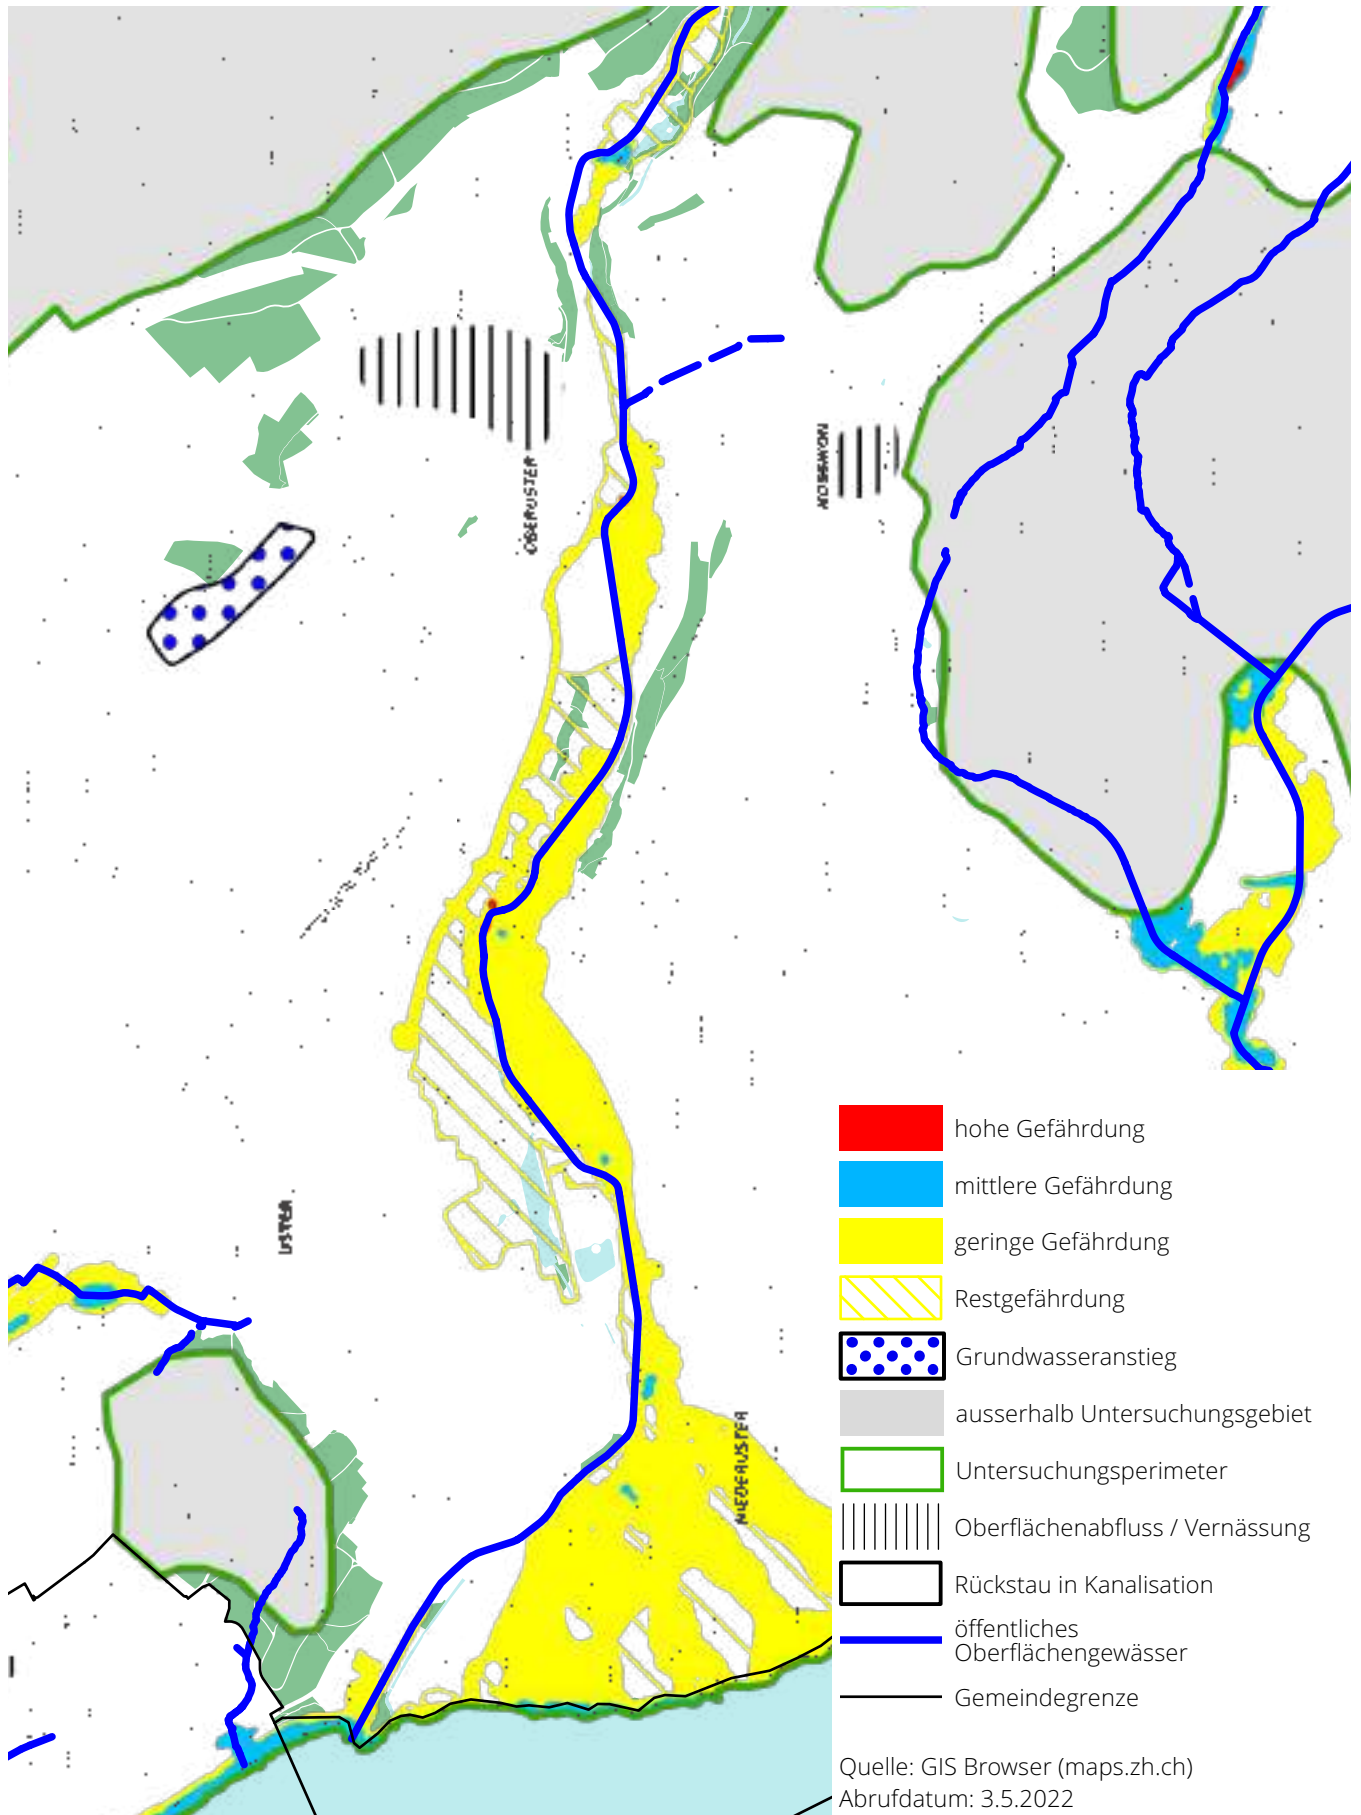 NOSSIKON
OBERUSTER
USTER
NIEDERUSTER
hohe Gefährdung
mittlere Gefährdung
geringe Gefährdung
Restgefährdung
Grundwasseranstieg
ausserhalb Untersuchungsgebiet
Untersuchungsperimeter
Oberflächenabfluss / Vernässung
Rückstau in Kanalisation
öffentliches
Oberflächengewässer
Gemeindegrenze
Quelle: GIS Browser (maps.zh.ch)
Abrufdatum: 3.5.2022